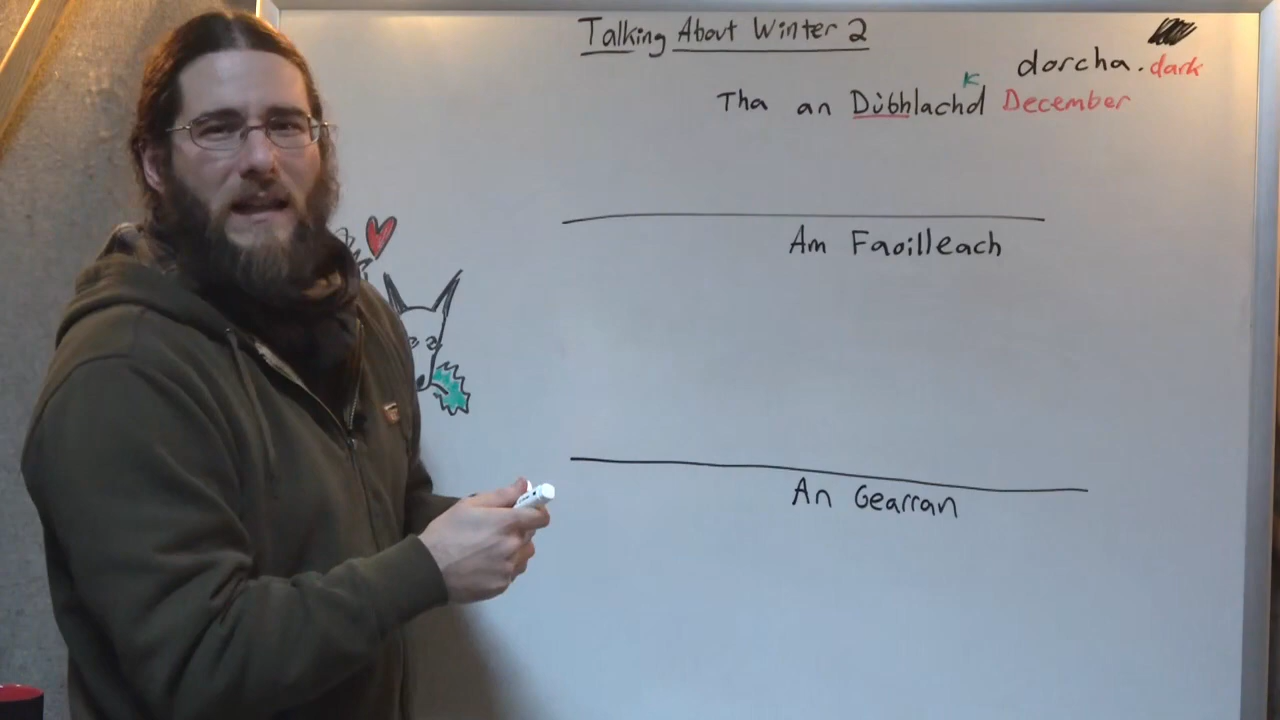 Talking About Winter 2
dorcha. dark
k
Tha an Dùbhlachd December
Am Faoilleach
An Gearran